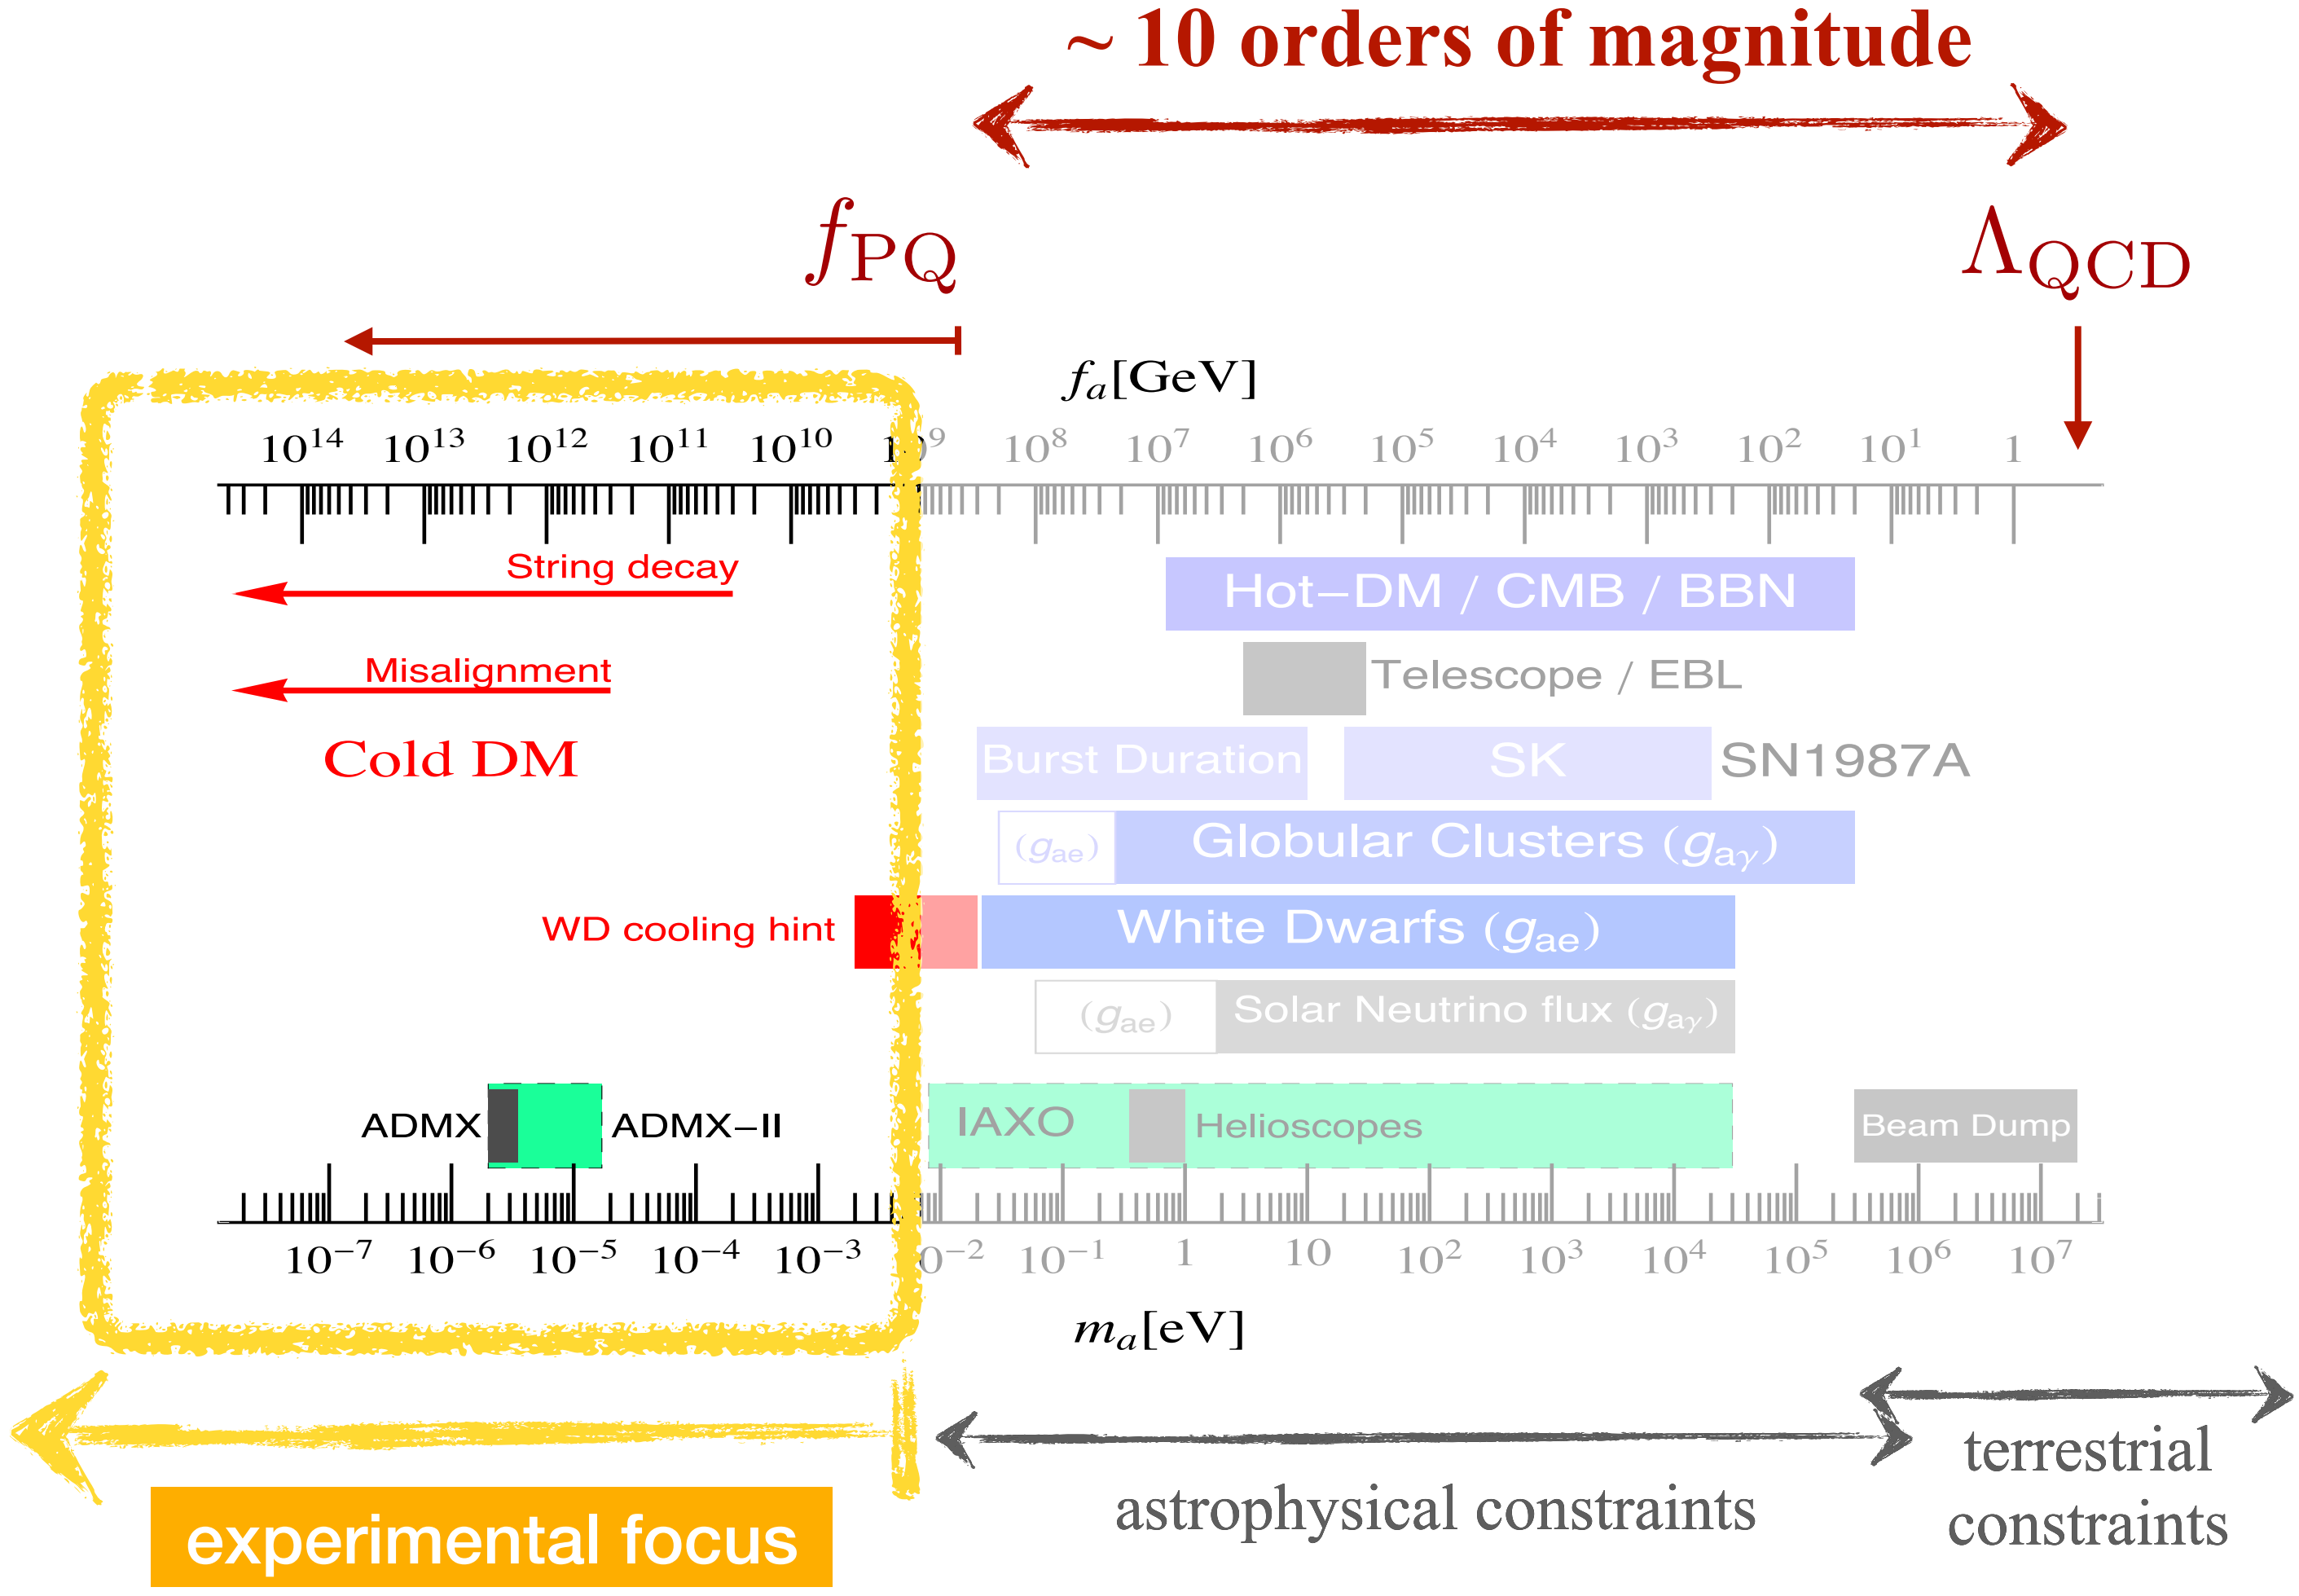 ~ 10 orders of magnitude
f_PQ
Λ_QCD
f_a[GeV]
10^14 10^13 10^12 10^11 10^10 10^9 10^8 10^7 10^6 10^5 10^4 10^3 10^2 10^1 1
String decay
Hot−DM / CMB / BBN
Misalignment
Telescope / EBL
Cold DM
Burst Duration SK SN1987A
(g_ae) Globular Clusters (g_aγ)
WD cooling hint White Dwarfs (g_ae)
(g_ae) Solar Neutrino flux (g_aγ)
ADMX ADMX−II IAXO Helioscopes Beam Dump
10^−7 10^−6 10^−5 10^−4 10^−3 10^−2 10^−1 1 10 10^2 10^3 10^4 10^5 10^6 10^7
m_a[eV]
experimental focus
astrophysical constraints
terrestrial
constraints